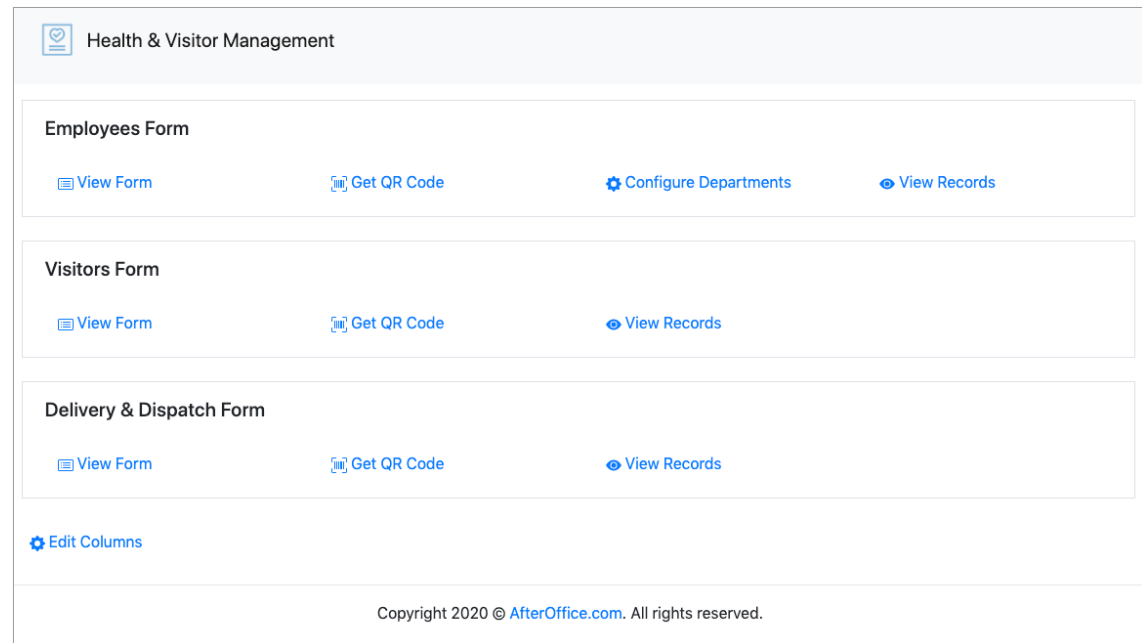 Health & Visitor Management
Employees Form
View Form Get QR Code Configure Departments View Records
Visitors Form
View Form Get QR Code View Records
Delivery & Dispatch Form
View Form Get QR Code View Records
Edit Columns
Copyright 2020 © AfterOffice.com. All rights reserved.